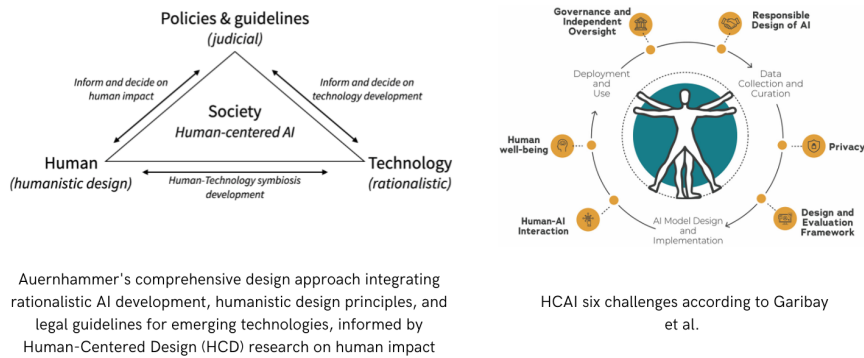 Policies & guidelines
(judicial)
Inform and decide on
human impact
Inform and decide on
technology development
Society
Human-centered AI
Human
(humanistic design)
Technology
(rationalistic)
Human-Technology symbiosis
development
Auernhammer's comprehensive design approach integrating
rationalistic AI development, humanistic design principles, and
legal guidelines for emerging technologies, informed by
Human-Centered Design (HCD) research on human impact
Governance and
Independent
Oversight
Responsible
Design of AI
Deployment
and
Use
Data
Collection and
Curation
Human
well-being
Privacy
Human-AI
Interaction
AI Model Design
and
Implementation
Design and
Evaluation
Framework
HCAI six challenges according to Garibay
et al.